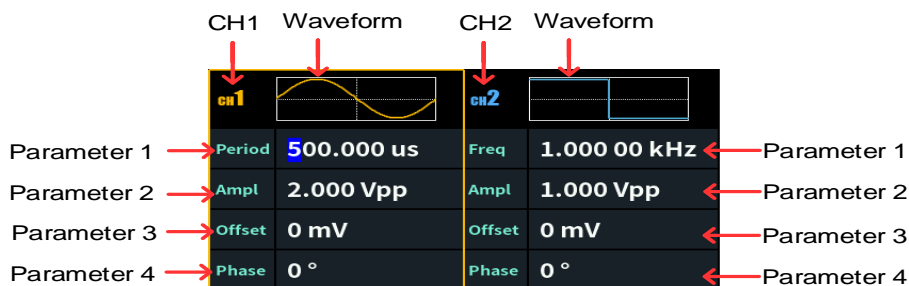 CH1 Waveform CH2 Waveform
CH1 CH2
Parameter 1 Period 500.000 us Freq 1.000 00 kHz Parameter 1
Parameter 2 Ampl 2.000 Vpp Ampl 1.000 Vpp Parameter 2
Parameter 3 Offset 0 mV Offset 0 mV Parameter 3
Parameter 4 Phase 0 ° Phase 0 ° Parameter 4